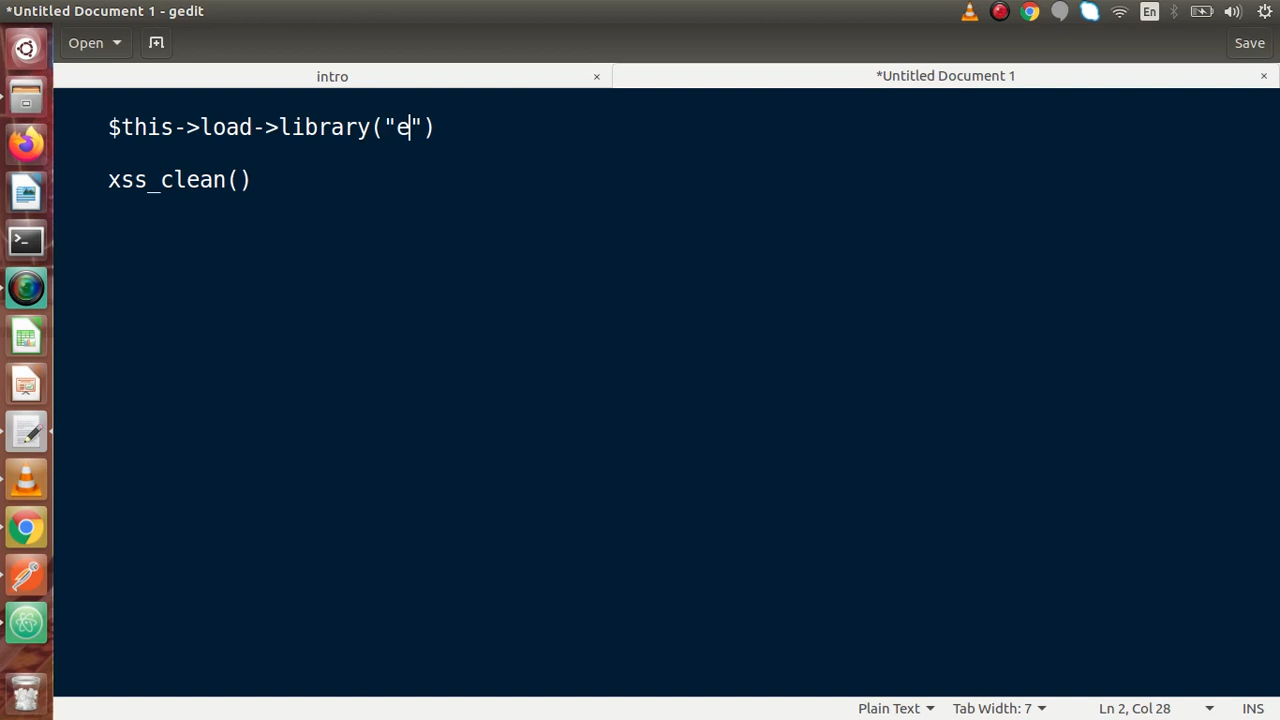 *Untitled Document 1 - gedit
En
Open
Save
intro
*Untitled Document 1
$this->load->library("e")
xss_clean()
Plain Text
Tab Width: 7
Ln 2, Col 28
INS